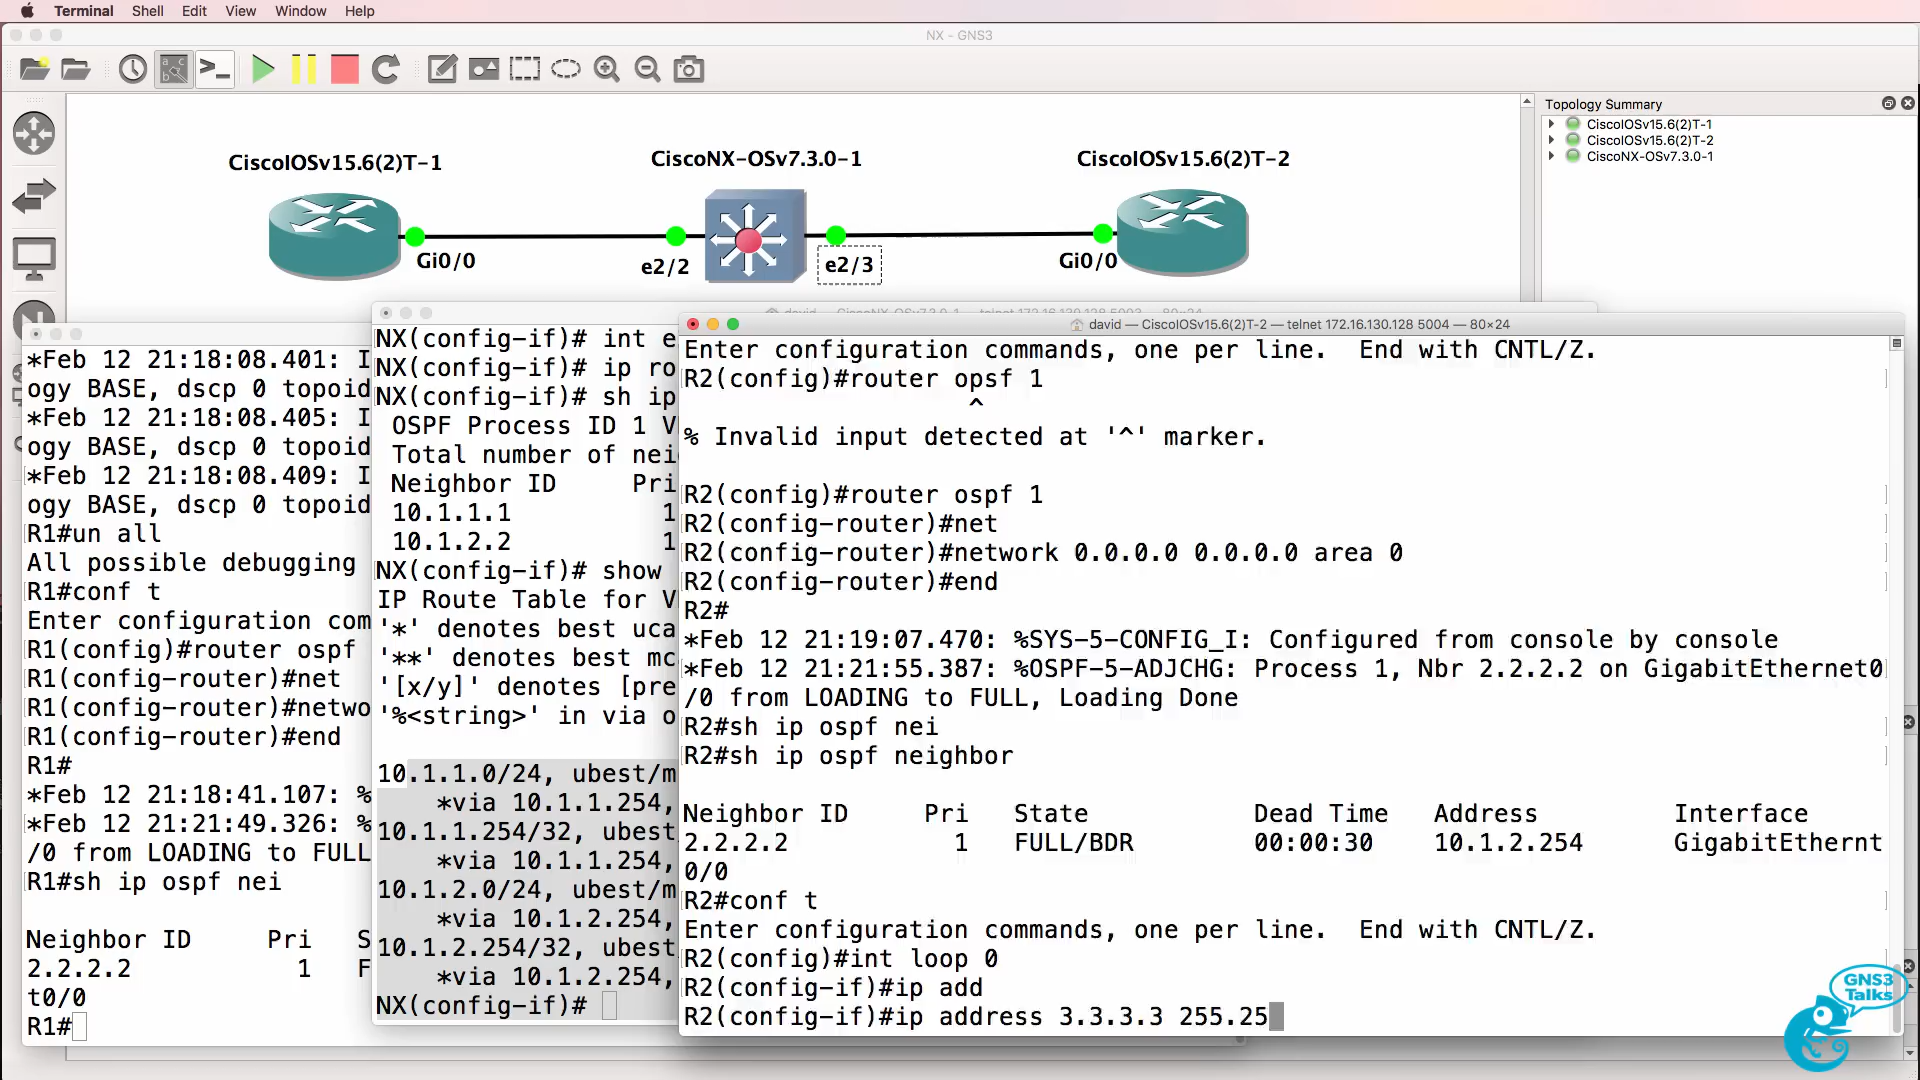 Terminal Shell Edit View Window Help
NX - GNS3
Topology Summary
CiscoIOSv15.6(2)T-1
CiscoIOSv15.6(2)T-2
CiscoNX-OSv7.3.0-1
CiscoIOSv15.6(2)T-1
CiscoNX-OSv7.3.0-1
CiscoIOSv15.6(2)T-2
Gi0/0
e2/2
e2/3
Gi0/0
*Feb 12 21:18:08.401: I
ogy BASE, dscp 0 topoid
*Feb 12 21:18:08.405: I
ogy BASE, dscp 0 topoid
*Feb 12 21:18:08.409: I
ogy BASE, dscp 0 topoid
R1#un all
All possible debugging
R1#conf t
Enter configuration com
R1(config)#router ospf
R1(config-router)#net
R1(config-router)#netwo
R1(config-router)#end
R1#
*Feb 12 21:18:41.107: %
*Feb 12 21:21:49.326: %
/0 from LOADING to FULL
R1#sh ip ospf nei
Neighbor ID Pri S
2.2.2.2 1 F
t0/0
R1#
NX(config-if)# int e
NX(config-if)# ip ro
NX(config-if)# sh ip
OSPF Process ID 1 V
Total number of nei
Neighbor ID Pri
10.1.1.1 1
10.1.2.2 1
NX(config-if)# show
IP Route Table for V
'*' denotes best uca
'**' denotes best mc
'[x/y]' denotes [pre
'%<string>' in via o
10.1.1.0/24, ubest/m
*via 10.1.1.254,
10.1.1.254/32, ubest
*via 10.1.1.254,
10.1.2.0/24, ubest/m
*via 10.1.2.254,
10.1.2.254/32, ubest
*via 10.1.2.254,
NX(config-if)#
david — CiscoIOSv15.6(2)T-2 — telnet 172.16.130.128 5004 — 80×24
Enter configuration commands, one per line. End with CNTL/Z.
R2(config)#router opsf 1
^
% Invalid input detected at '^' marker.
R2(config)#router ospf 1
R2(config-router)#net
R2(config-router)#network 0.0.0.0 0.0.0.0 area 0
R2(config-router)#end
R2#
*Feb 12 21:19:07.470: %SYS-5-CONFIG_I: Configured from console by console
*Feb 12 21:21:55.387: %OSPF-5-ADJCHG: Process 1, Nbr 2.2.2.2 on GigabitEthernet0
/0 from LOADING to FULL, Loading Done
R2#sh ip ospf nei
R2#sh ip ospf neighbor
Neighbor ID Pri State Dead Time Address Interface
2.2.2.2 1 FULL/BDR 00:00:30 10.1.2.254 GigabitEthernt
0/0
R2#conf t
Enter configuration commands, one per line. End with CNTL/Z.
R2(config)#int loop 0
R2(config-if)#ip add
R2(config-if)#ip address 3.3.3.3 255.25
GNS3
Talks